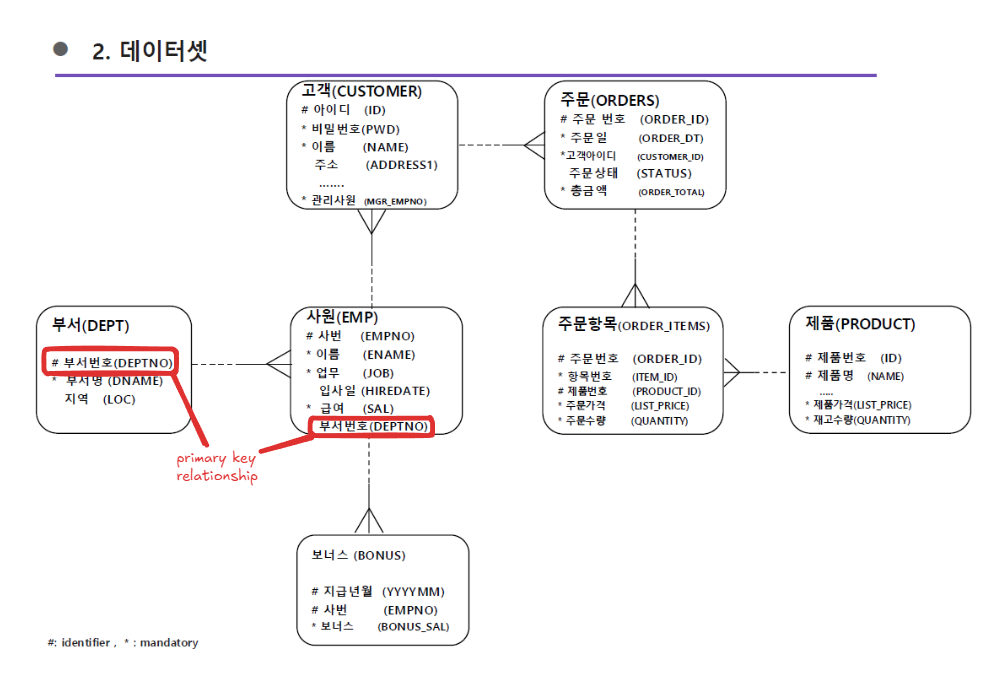 2. 데이터셋
고객(CUSTOMER)
# 아이디 (ID)
* 비밀번호(PWD)
* 이름 (NAME)
주소 (ADDRESS1)
.......
* 관리사원 (MGR_EMPNO)
주문(ORDERS)
# 주문 번호 (ORDER_ID)
* 주문일 (ORDER_DT)
*고객아이디 (CUSTOMER_ID)
주문상태 (STATUS)
* 총금액 (ORDER_TOTAL)
부서(DEPT)
# 부서번호(DEPTNO)
* 부서명 (DNAME)
지역 (LOC)
사원(EMP)
# 사번 (EMPNO)
* 이름 (ENAME)
* 업무 (JOB)
입사일 (HIREDATE)
* 급여 (SAL)
부서번호(DEPTNO)
primary key
relationship
주문항목(ORDER_ITEMS)
# 주문번호 (ORDER_ID)
* 항목번호 (ITEM_ID)
# 제품번호 (PRODUCT_ID)
* 주문가격 (LIST_PRICE)
* 주문수량 (QUANTITY)
제품(PRODUCT)
# 제품번호 (ID)
# 제품명 (NAME)
.....
* 제품가격(LIST_PRICE)
* 재고수량(QUANTITY)
보너스 (BONUS)
# 지급년월 (YYYYMM)
# 사번 (EMPNO)
* 보너스 (BONUS_SAL)
#: identifier , * : mandatory